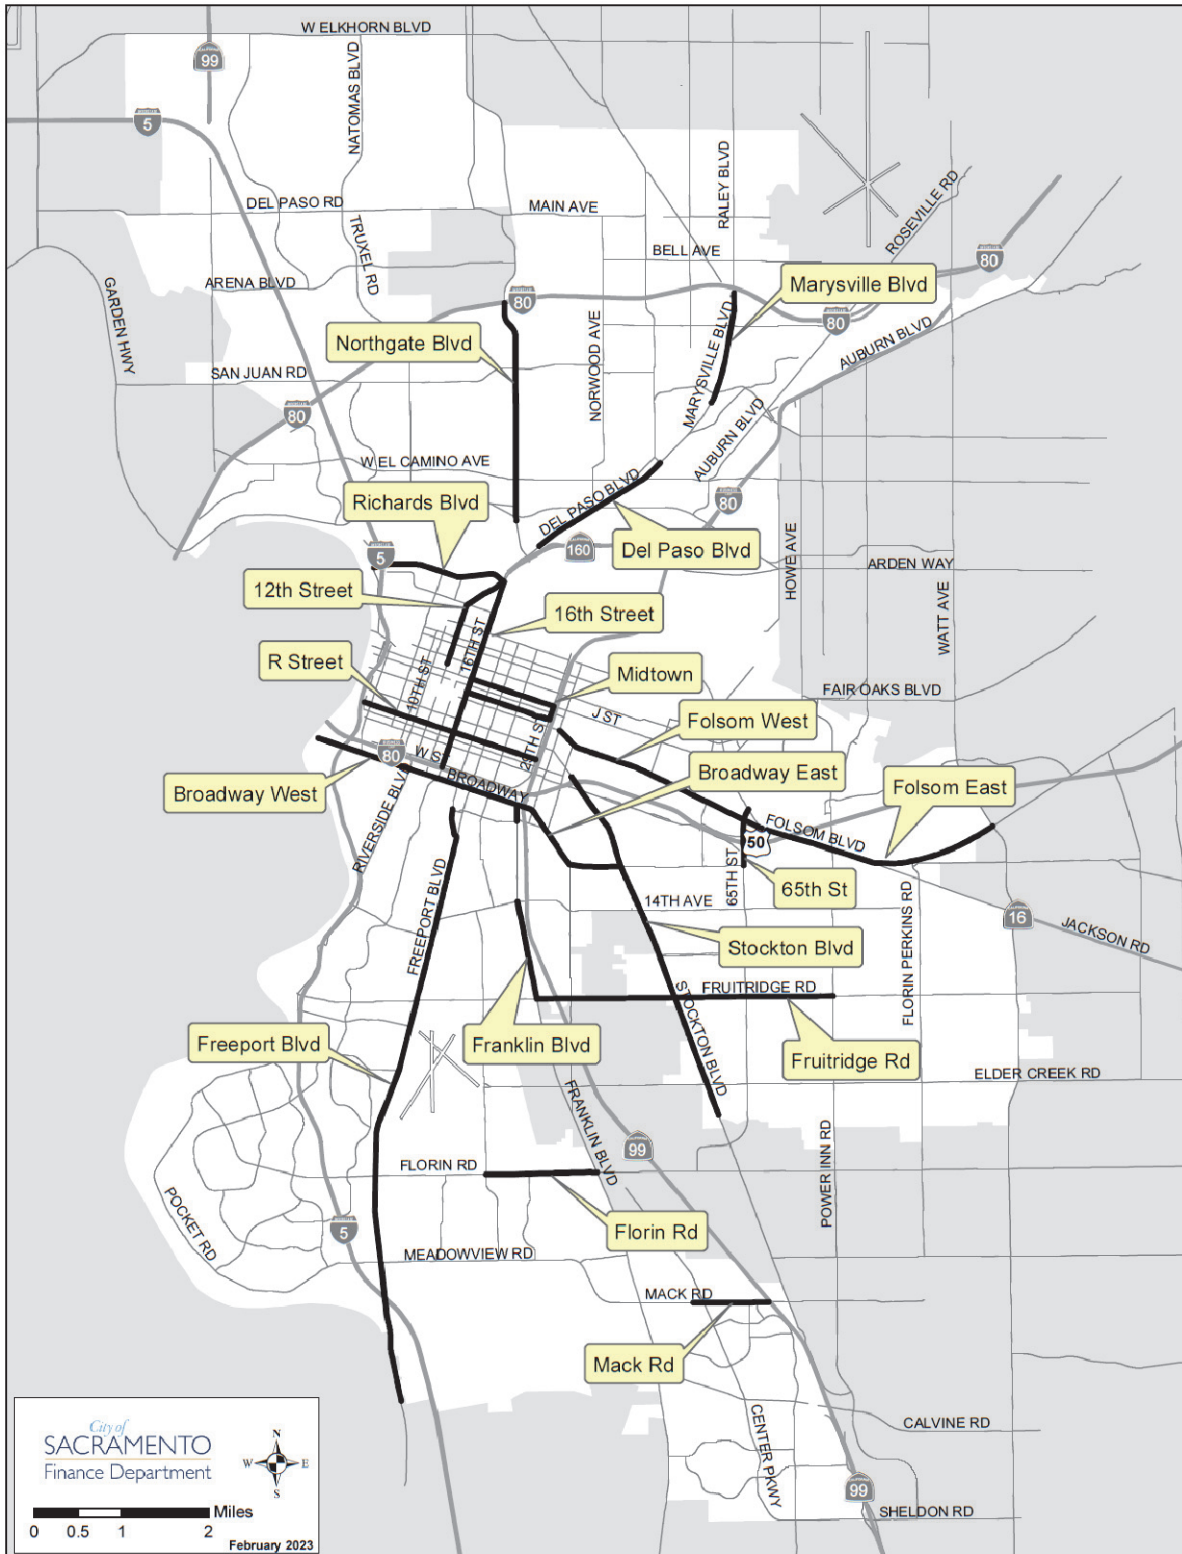 W ELKHORN BLVD
99
NATOMAS BLVD
5
RALEY BLVD
ROSEVILLE RD
DEL PASO RD
MAIN AVE
TRUXEL RD
BELL AVE
80
Marysville Blvd
ARENA BLVD
GARDEN HWY
80
80
MARYSVILLE BLVD
AUBURN BLVD
Northgate Blvd
NORWOOD AVE
SAN JUAN RD
80
AUBURN BLVD
W EL CAMINO AVE
DEL PASO BLVD
80
Richards Blvd
HOWE AVE
5
160
Del Paso Blvd
ARDEN WAY
12th Street
16th Street
WATT AVE
16TH ST
R Street
10TH ST
Midtown
FAIR OAKS BLVD
J ST
Folsom West
29TH ST
80
W ST
BROADWAY
Broadway East
Broadway West
Folsom East
RIVERSIDE BLVD
FOLSOM BLVD
50
65TH ST
65th St
14TH AVE
FLORIN PERKINS RD
16
JACKSON RD
FREEPORT BLVD
Stockton Blvd
STOCKTON BLVD
FRUITRIDGE RD
Freeport Blvd
Franklin Blvd
Fruitridge Rd
ELDER CREEK RD
FRANKLIN BLVD
POWER INN RD
99
FLORIN RD
POCKET RD
5
Florin Rd
MEADOWVIEW RD
MACK RD
Mack Rd
CENTER PKWY
CALVINE RD
99
SHELDON RD
City of
SACRAMENTO
Finance Department
N
W E
S
Miles
0 0.5 1 2
February 2023